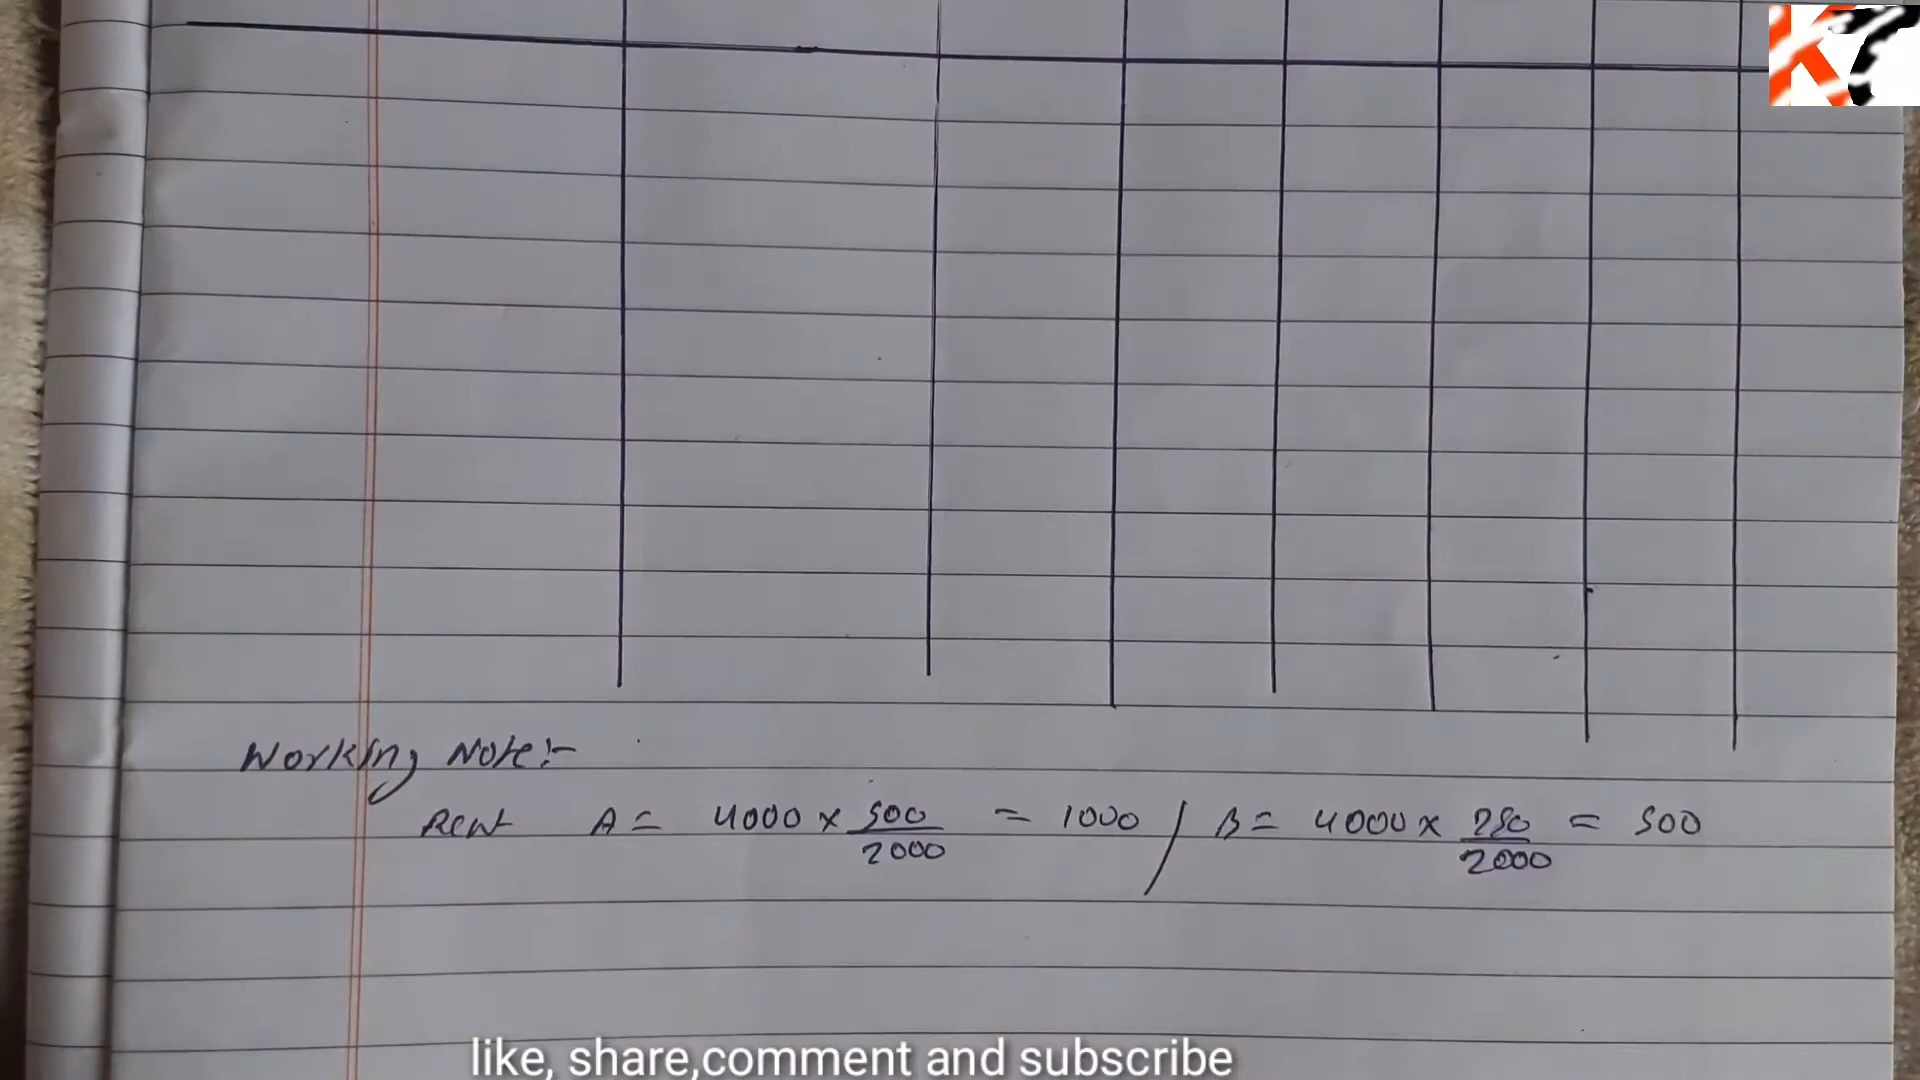 Working Note:-
Rent A = 4000 x 500/2000 = 1000 / B = 4000 x 250/2000 = 500
like, share,comment and subscribe